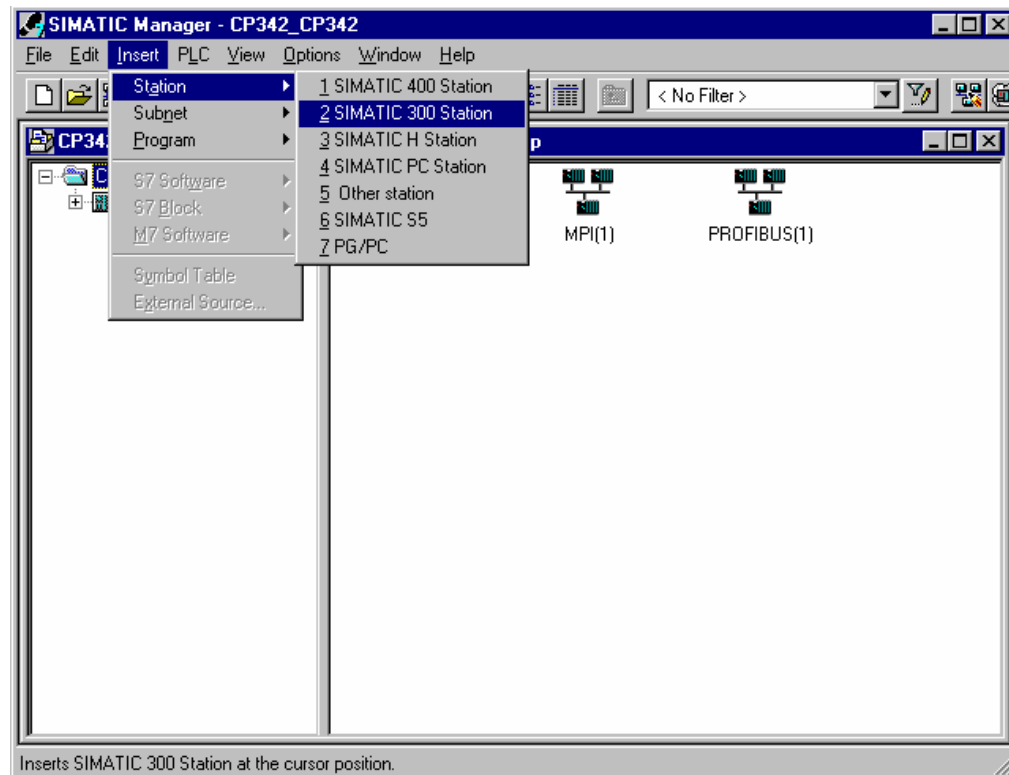 SIMATIC Manager - CP342_CP342
File Edit Insert PLC View Options Window Help
< No Filter >
Station
Subnet
Program
S7 Software
S7 Block
M7 Software
Symbol Table
External Source...
1 SIMATIC 400 Station
2 SIMATIC 300 Station
3 SIMATIC H Station
4 SIMATIC PC Station
5 Other station
6 SIMATIC S5
7 PG/PC
MPI(1)
PROFIBUS(1)
Inserts SIMATIC 300 Station at the cursor position.